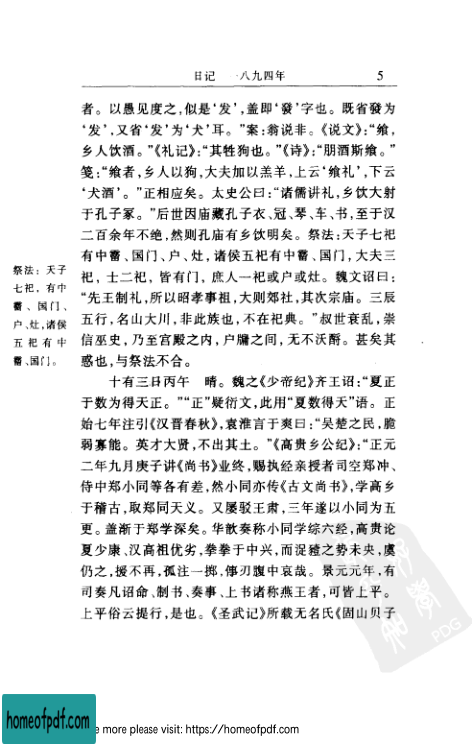 日记 一八九四年 5
者。以愚见度之,似是‘发’,盖即‘發’字也。既省發为
‘发’,又省‘发’为‘犬’耳。”案:翁说非。《说文》:“飨,
乡人饮酒。”《礼记》:“其牲狗也。”《诗》:“朋酒斯飨。”
笺:“飨者,乡人以狗,大夫加以羔羊,上云‘飨礼’,下云
‘犬酒’。”正相应矣。太史公曰:“诸儒讲礼,乡饮大射
于孔子冢。”后世因庙藏孔子衣、冠、琴、车、书,至于汉
二百余年不绝,然则孔庙有乡饮明矣。祭法:天子七祀
有中霤、国门、户、灶,诸侯五祀有中霤、国门,大夫三
祀,士二祀,皆有门,庶人一祀或户或灶。魏文诏曰:
“先王制礼,所以昭孝事祖,大则郊社,其次宗庙。三辰
五行,名山大川,非此族也,不在祀典。”叔世衰乱,崇
信巫史,乃至宫殿之内,户牖之间,无不沃酹。甚矣其
惑也,与祭法不合。
祭法:天子
七祀,有中
霤、国门、
户、灶,诸侯
五祀有中
霤、国门。
十有三日丙午 晴。魏之《少帝纪》齐王诏:“夏正
于数为得天正。”“正”疑衍文,此用“夏数得天”语。正
始七年注引《汉晋春秋》,袁淮言于爽曰:“吴楚之民,脆
弱寡能。英才大贤,不出其土。”《高贵乡公纪》:“正元
二年九月庚子讲《尚书》业终,赐执经亲授者司空郑冲、
侍中郑小同等各有差,然小同亦传《古文尚书》,学高乡
于稽古,取郑同天义。又屡驳王肃,三年遂以小同为五
更。盖渐于郑学深矣。华歆奏称小同学综六经,高贵论
夏少康、汉高祖优劣,拳拳于中兴,而浞豷之势未央,虞
仍之,援不再,孤注一掷,倳刃腹中哀哉。景元元年,有
司奏凡诏命、制书、奏事、上书诸称燕王者,可皆上平。
上平俗云提行,是也。《圣武记》所载无名氏《固山贝子
PDG
homeofpdf.com
e more please visit: https://homeofpdf.com